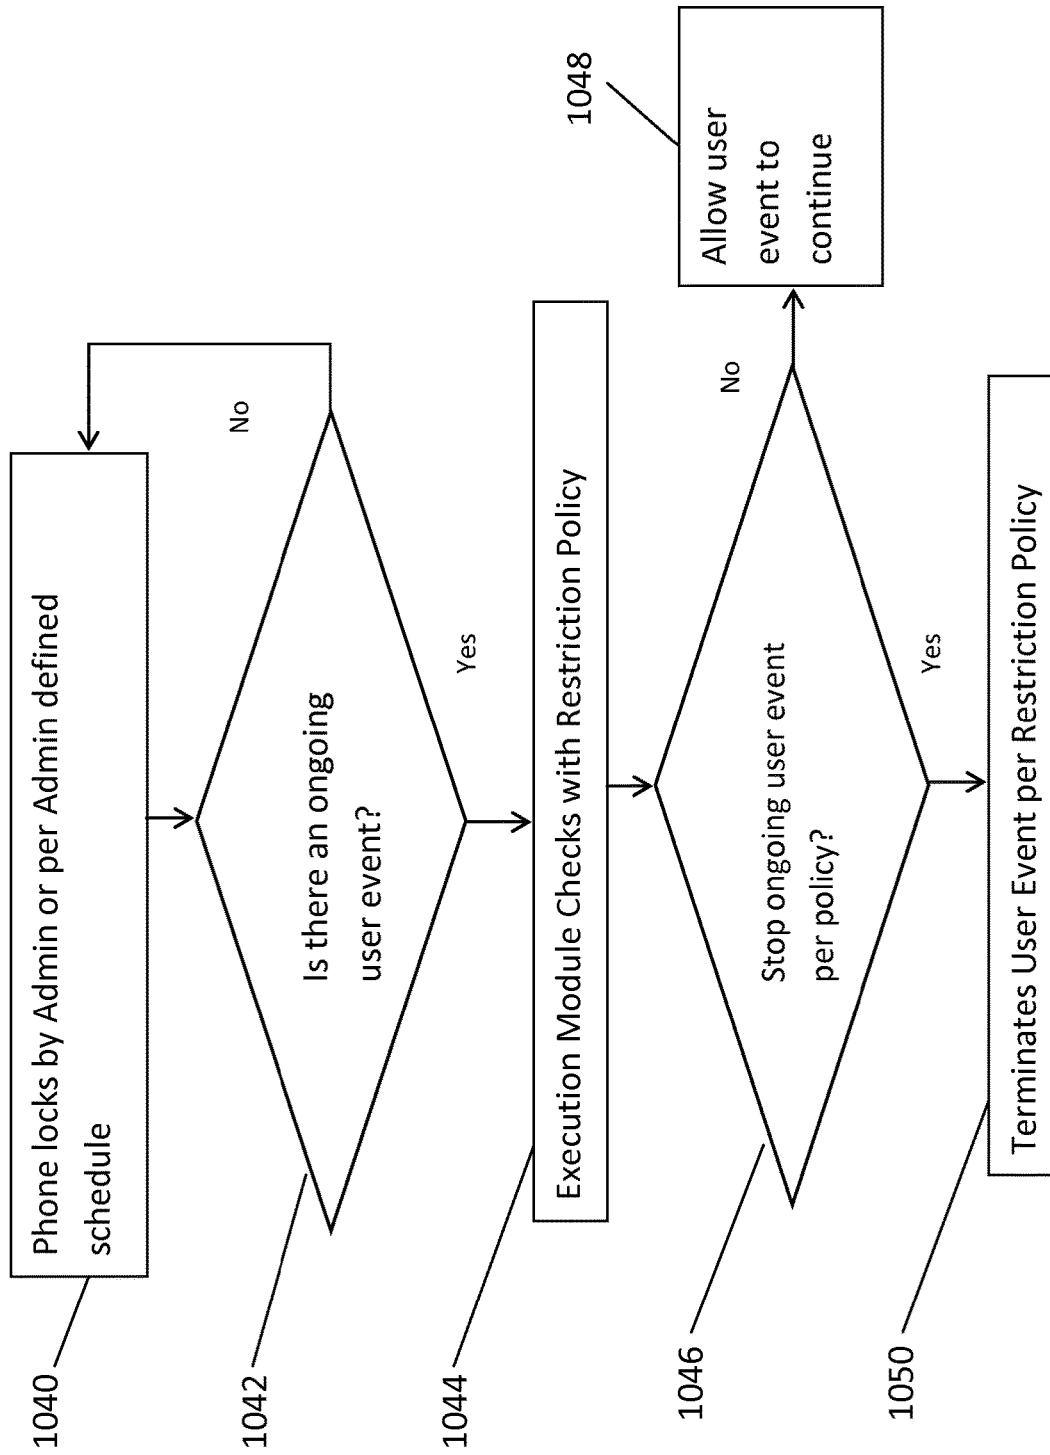 1040
Phone locks by Admin or per Admin defined
schedule
No
1042
Is there an ongoing
user event?
Yes
1044
Execution Module Checks with Restriction Policy
1046
Stop ongoing user event
per policy?
No
1048
Allow user
event to
continue
Yes
1050
Terminates User Event per Restriction Policy